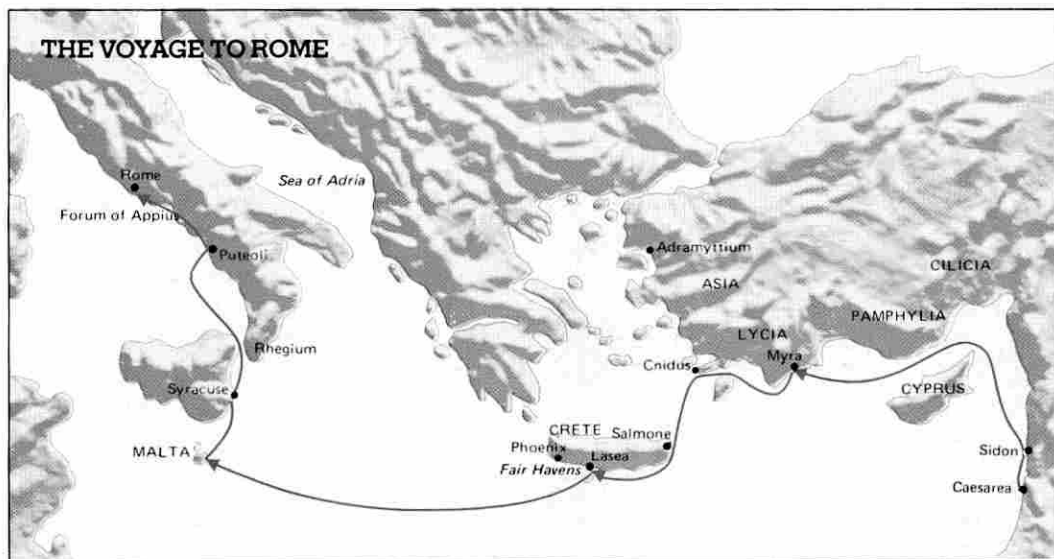 THE VOYAGE TO ROME
Rome
Sea of Adria
Forum of Appius
Puteoli
Adramyttium
CILICIA
ASIA
PAMPHYLIA
LYCIA
Rhegium
Cnidus
Myra
CYPRUS
Syracuse
CRETE
Salmone
MALTA
Phoenix
Lasea
Fair Havens
Sidon
Caesarea